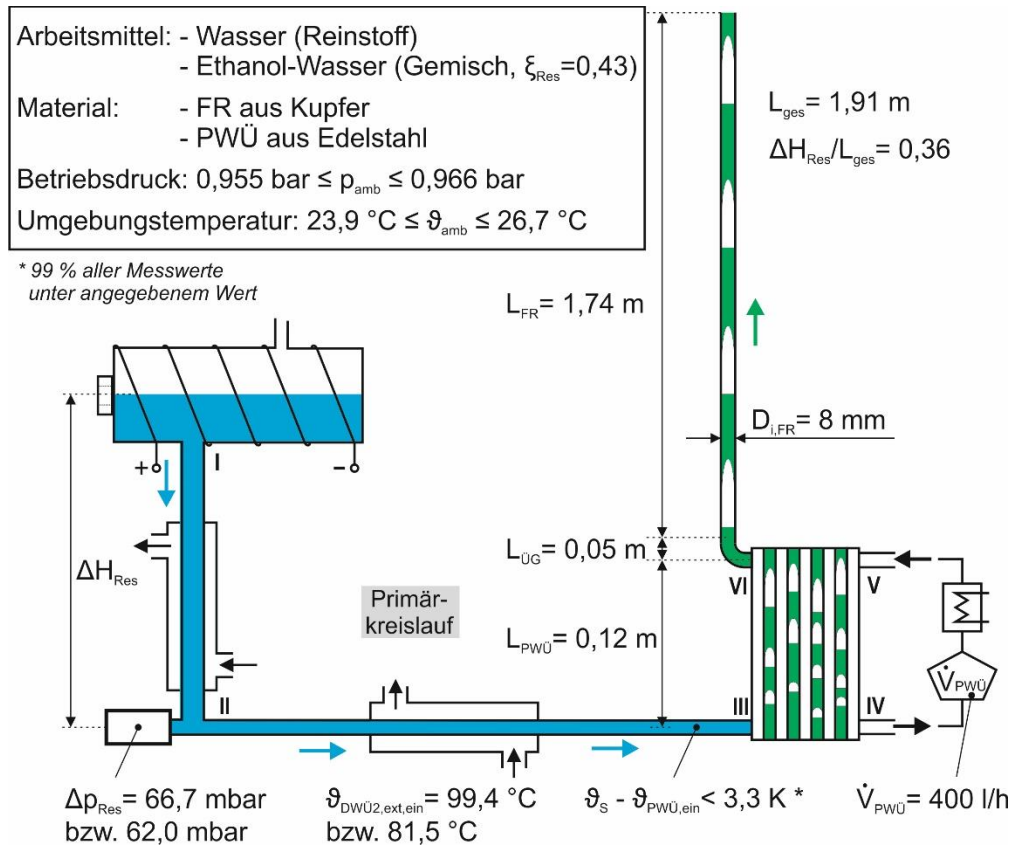 Arbeitsmittel: - Wasser (Reinstoff)
- Ethanol-Wasser (Gemisch, ξRes=0,43)
Material: - FR aus Kupfer
- PWÜ aus Edelstahl
Betriebsdruck: 0,955 bar ≤ pamb ≤ 0,966 bar
Umgebungstemperatur: 23,9 °C ≤ ϑamb ≤ 26,7 °C
* 99 % aller Messwerte
unter angegebenem Wert
Lges= 1,91 m
ΔHRes/Lges= 0,36
LFR= 1,74 m
Di,FR= 8 mm
+
–
I
ΔHRes
LÜG= 0,05 m
VI
V
Primär-
kreislauf
LPWÜ= 0,12 m
V̇PWÜ
II
III
IV
ΔpRes= 66,7 mbar
bzw. 62,0 mbar
ϑDWÜ2,ext,ein= 99,4 °C
bzw. 81,5 °C
ϑS - ϑPWÜ,ein< 3,3 K *
V̇PWÜ= 400 l/h